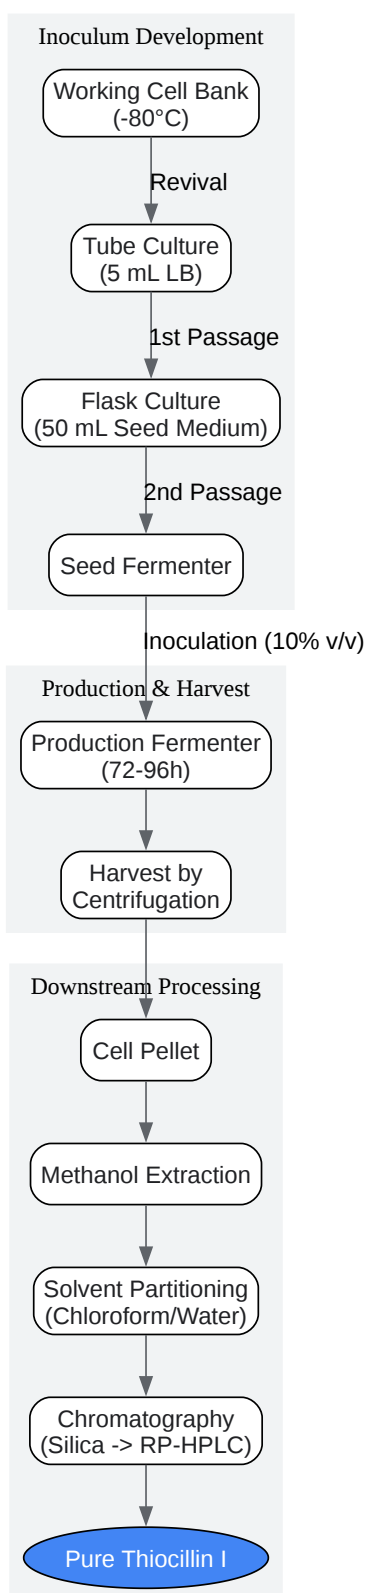 Inoculum Development
Working Cell Bank
(-80°C)
Revival
Tube Culture
(5 mL LB)
1st Passage
Flask Culture
(50 mL Seed Medium)
2nd Passage
Seed Fermenter
Inoculation (10% v/v)
Production & Harvest
Production Fermenter
(72-96h)
Harvest by
Centrifugation
Downstream Processing
Cell Pellet
Methanol Extraction
Solvent Partitioning
(Chloroform/Water)
Chromatography
(Silica -> RP-HPLC)
Pure Thiocillin I